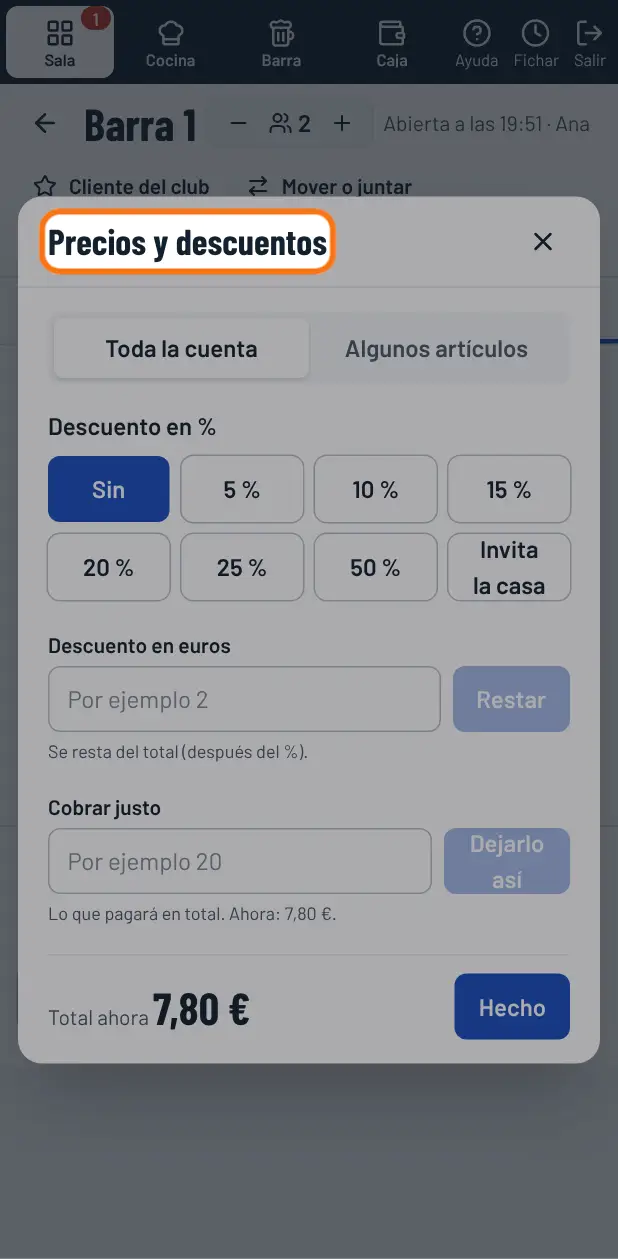 1
Sala
Cocina
Barra
Caja
Ayuda
Fichar
Salir
Barra 1
2
Abierta a las 19:51 · Ana
Cliente del club
Mover o juntar
Precios y descuentos
Toda la cuenta
Algunos artículos
Descuento en %
Sin
5 %
10 %
15 %
20 %
25 %
50 %
Invita
la casa
Descuento en euros
Por ejemplo 2
Restar
Se resta del total (después del %).
Cobrar justo
Por ejemplo 20
Dejarlo
así
Lo que pagará en total. Ahora: 7,80 €.
Total ahora 7,80 €
Hecho